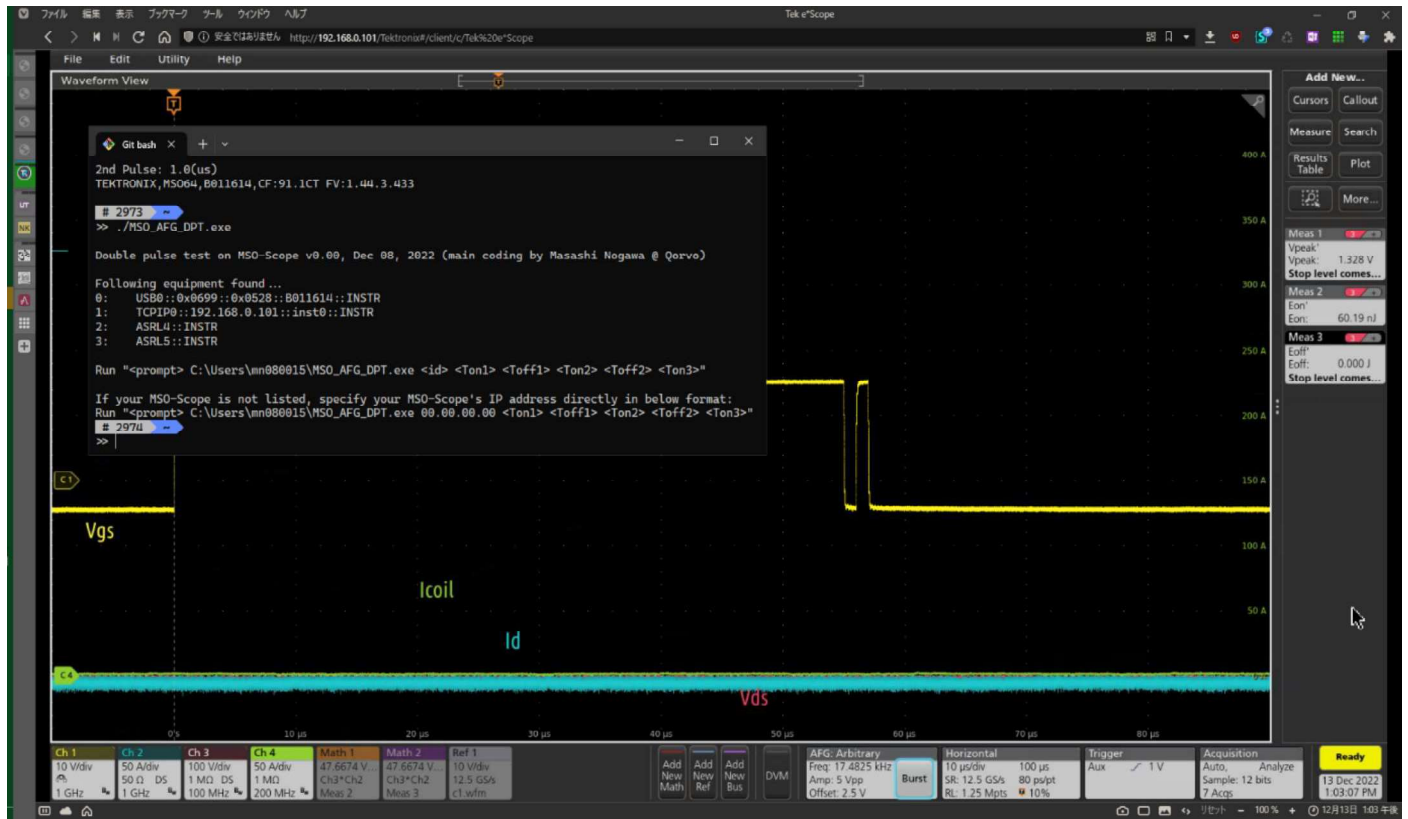 ファイル 編集 表示 ブックマーク ツール ウィンドウ ヘルプ
Tek e*Scope
安全ではありません http://192.168.0.101/Tektronix#/client/c/Tek%20e*Scope
File Edit Utility Help
Waveform View
T
Git bash
2nd Pulse: 1.0(us)
TEKTRONIX,MSO64,B011614,CF:91.1CT FV:1.44.3.433
# 2973 ~
>> ./MSO_AFG_DPT.exe
Double pulse test on MSO-Scope v0.00, Dec 08, 2022 (main coding by Masashi Nogawa @ Qorvo)
Following equipment found...
0: USB0::0x0699::0x0528::B011614::INSTR
1: TCPIP0::192.168.0.101::inst0::INSTR
2: ASRL4::INSTR
3: ASRL5::INSTR
Run "<prompt> C:\Users\mn080015\MSO_AFG_DPT.exe <id> <Ton1> <Toff1> <Ton2> <Toff2> <Ton3>"
If your MSO-Scope is not listed, specify your MSO-Scope's IP address directly in below format:
Run "<prompt> C:\Users\mn080015\MSO_AFG_DPT.exe 00.00.00.00 <Ton1> <Toff1> <Ton2> <Toff2> <Ton3>"
# 2974 ~
>>
400 A
350 A
300 A
250 A
200 A
150 A
100 A
50 A
C1
Vgs
Icoil
Id
C4
Vds
0 s 10 µs 20 µs 30 µs 40 µs 50 µs 60 µs 70 µs 80 µs
Add New...
Cursors Callout
Measure Search
Results Table Plot
More...
Meas 1
Vpeak'
Vpeak: 1.328 V
Stop level comes...
Meas 2
Eon'
Eon: 60.19 nJ
Meas 3
Eoff'
Eoff: 0.000 J
Stop level comes...
Ch 1
10 V/div
1 GHz
Ch 2
50 A/div
50 Ω DS
1 GHz
Ch 3
100 V/div
1 MΩ DS
100 MHz
Ch 4
50 A/div
1 MΩ
200 MHz
Math 1
47.6674 V...
Ch3*Ch2
Meas 2
Math 2
47.6674 V...
Ch3*Ch2
Meas 3
Ref 1
10 V/div
12.5 GS/s
c1.wfm
Add New Math
Add New Ref
Add New Bus
DVM
AFG: Arbitrary
Freq: 17.4825 kHz
Amp: 5 Vpp
Offset: 2.5 V
Burst
Horizontal
10 µs/div 100 µs
SR: 12.5 GS/s 80 ps/pt
RL: 1.25 Mpts 10%
Trigger
Aux 1 V
Acquisition
Auto, Analyze
Sample: 12 bits
7 Acqs
Ready
13 Dec 2022
1:03:07 PM
リセット 100 %
12月13日 1:03 午後